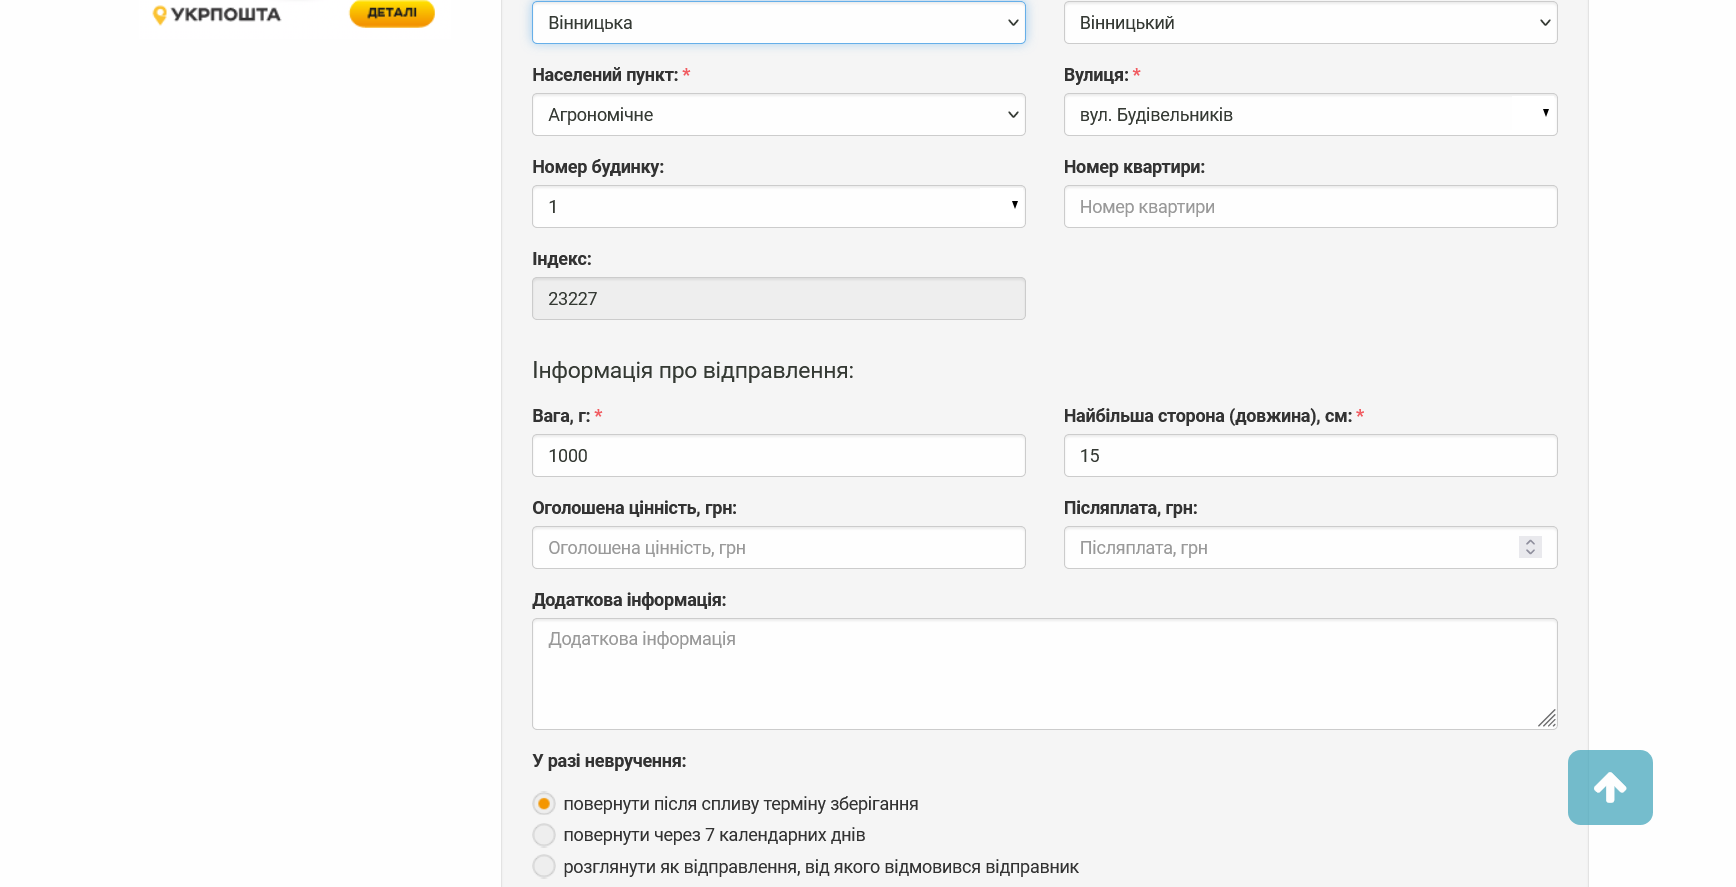 УКРПОШТА
ДЕТАЛІ
Вінницька
Вінницький
Населений пункт: *
Вулиця: *
Агрономічне
вул. Будівельників
Номер будинку:
Номер квартири:
1
Номер квартири
Індекс:
23227
Інформація про відправлення:
Вага, г: *
Найбільша сторона (довжина), см: *
1000
15
Оголошена цінність, грн:
Післяплата, грн:
Оголошена цінність, грн
Післяплата, грн
Додаткова інформація:
Додаткова інформація
У разі невручення:
повернути після спливу терміну зберігання
повернути через 7 календарних днів
розглянути як відправлення, від якого відмовився відправник